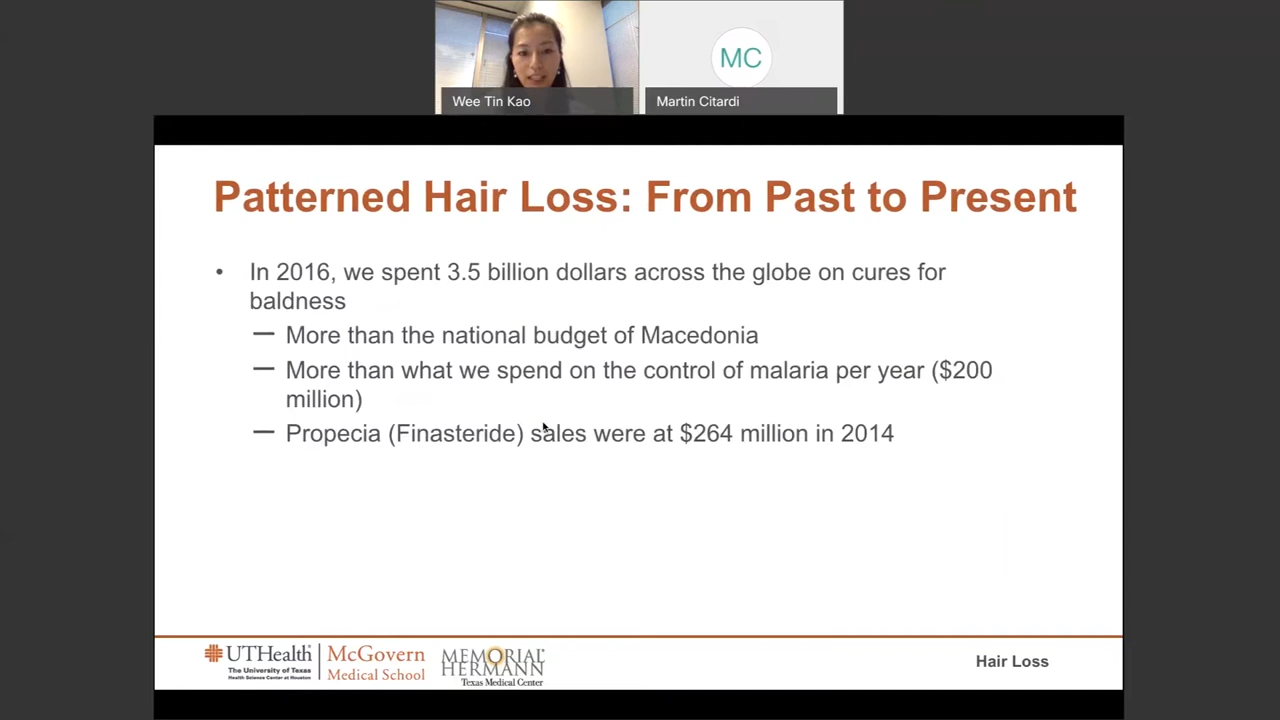 MC
Wee Tin Kao
Martin Citardi
Patterned Hair Loss: From Past to Present
• In 2016, we spent 3.5 billion dollars across the globe on cures for
baldness
— More than the national budget of Macedonia
— More than what we spend on the control of malaria per year ($200
million)
— Propecia (Finasteride) sales were at $264 million in 2014
UTHealth
The University of Texas
Health Science Center at Houston
McGovern
Medical School
MEMORIAL
HERMANN
Texas Medical Center
Hair Loss